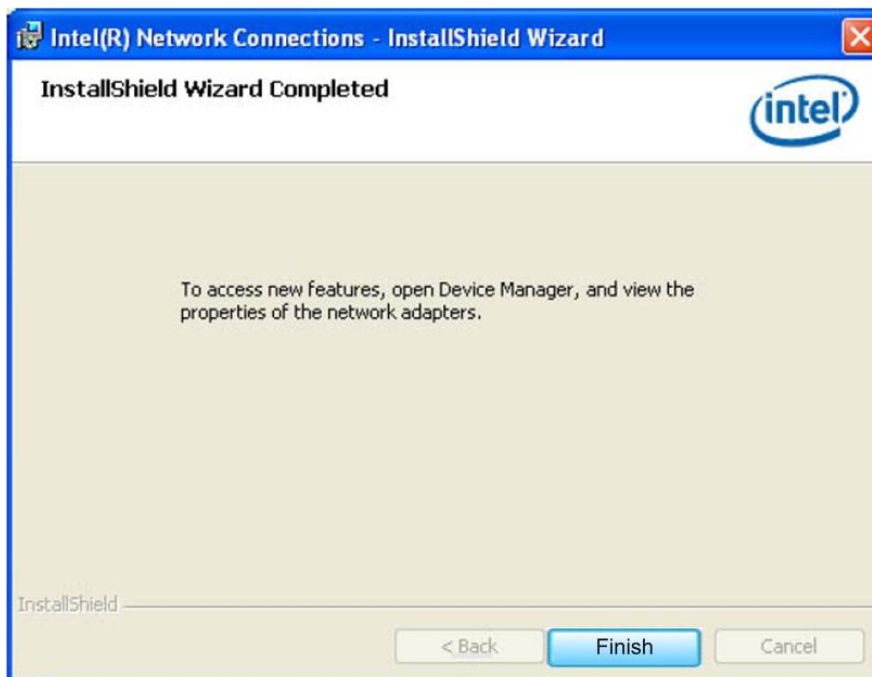 Intel(R) Network Connections - InstallShield Wizard
InstallShield Wizard Completed
intel
To access new features, open Device Manager, and view the
properties of the network adapters.
InstallShield
< Back
Finish
Cancel